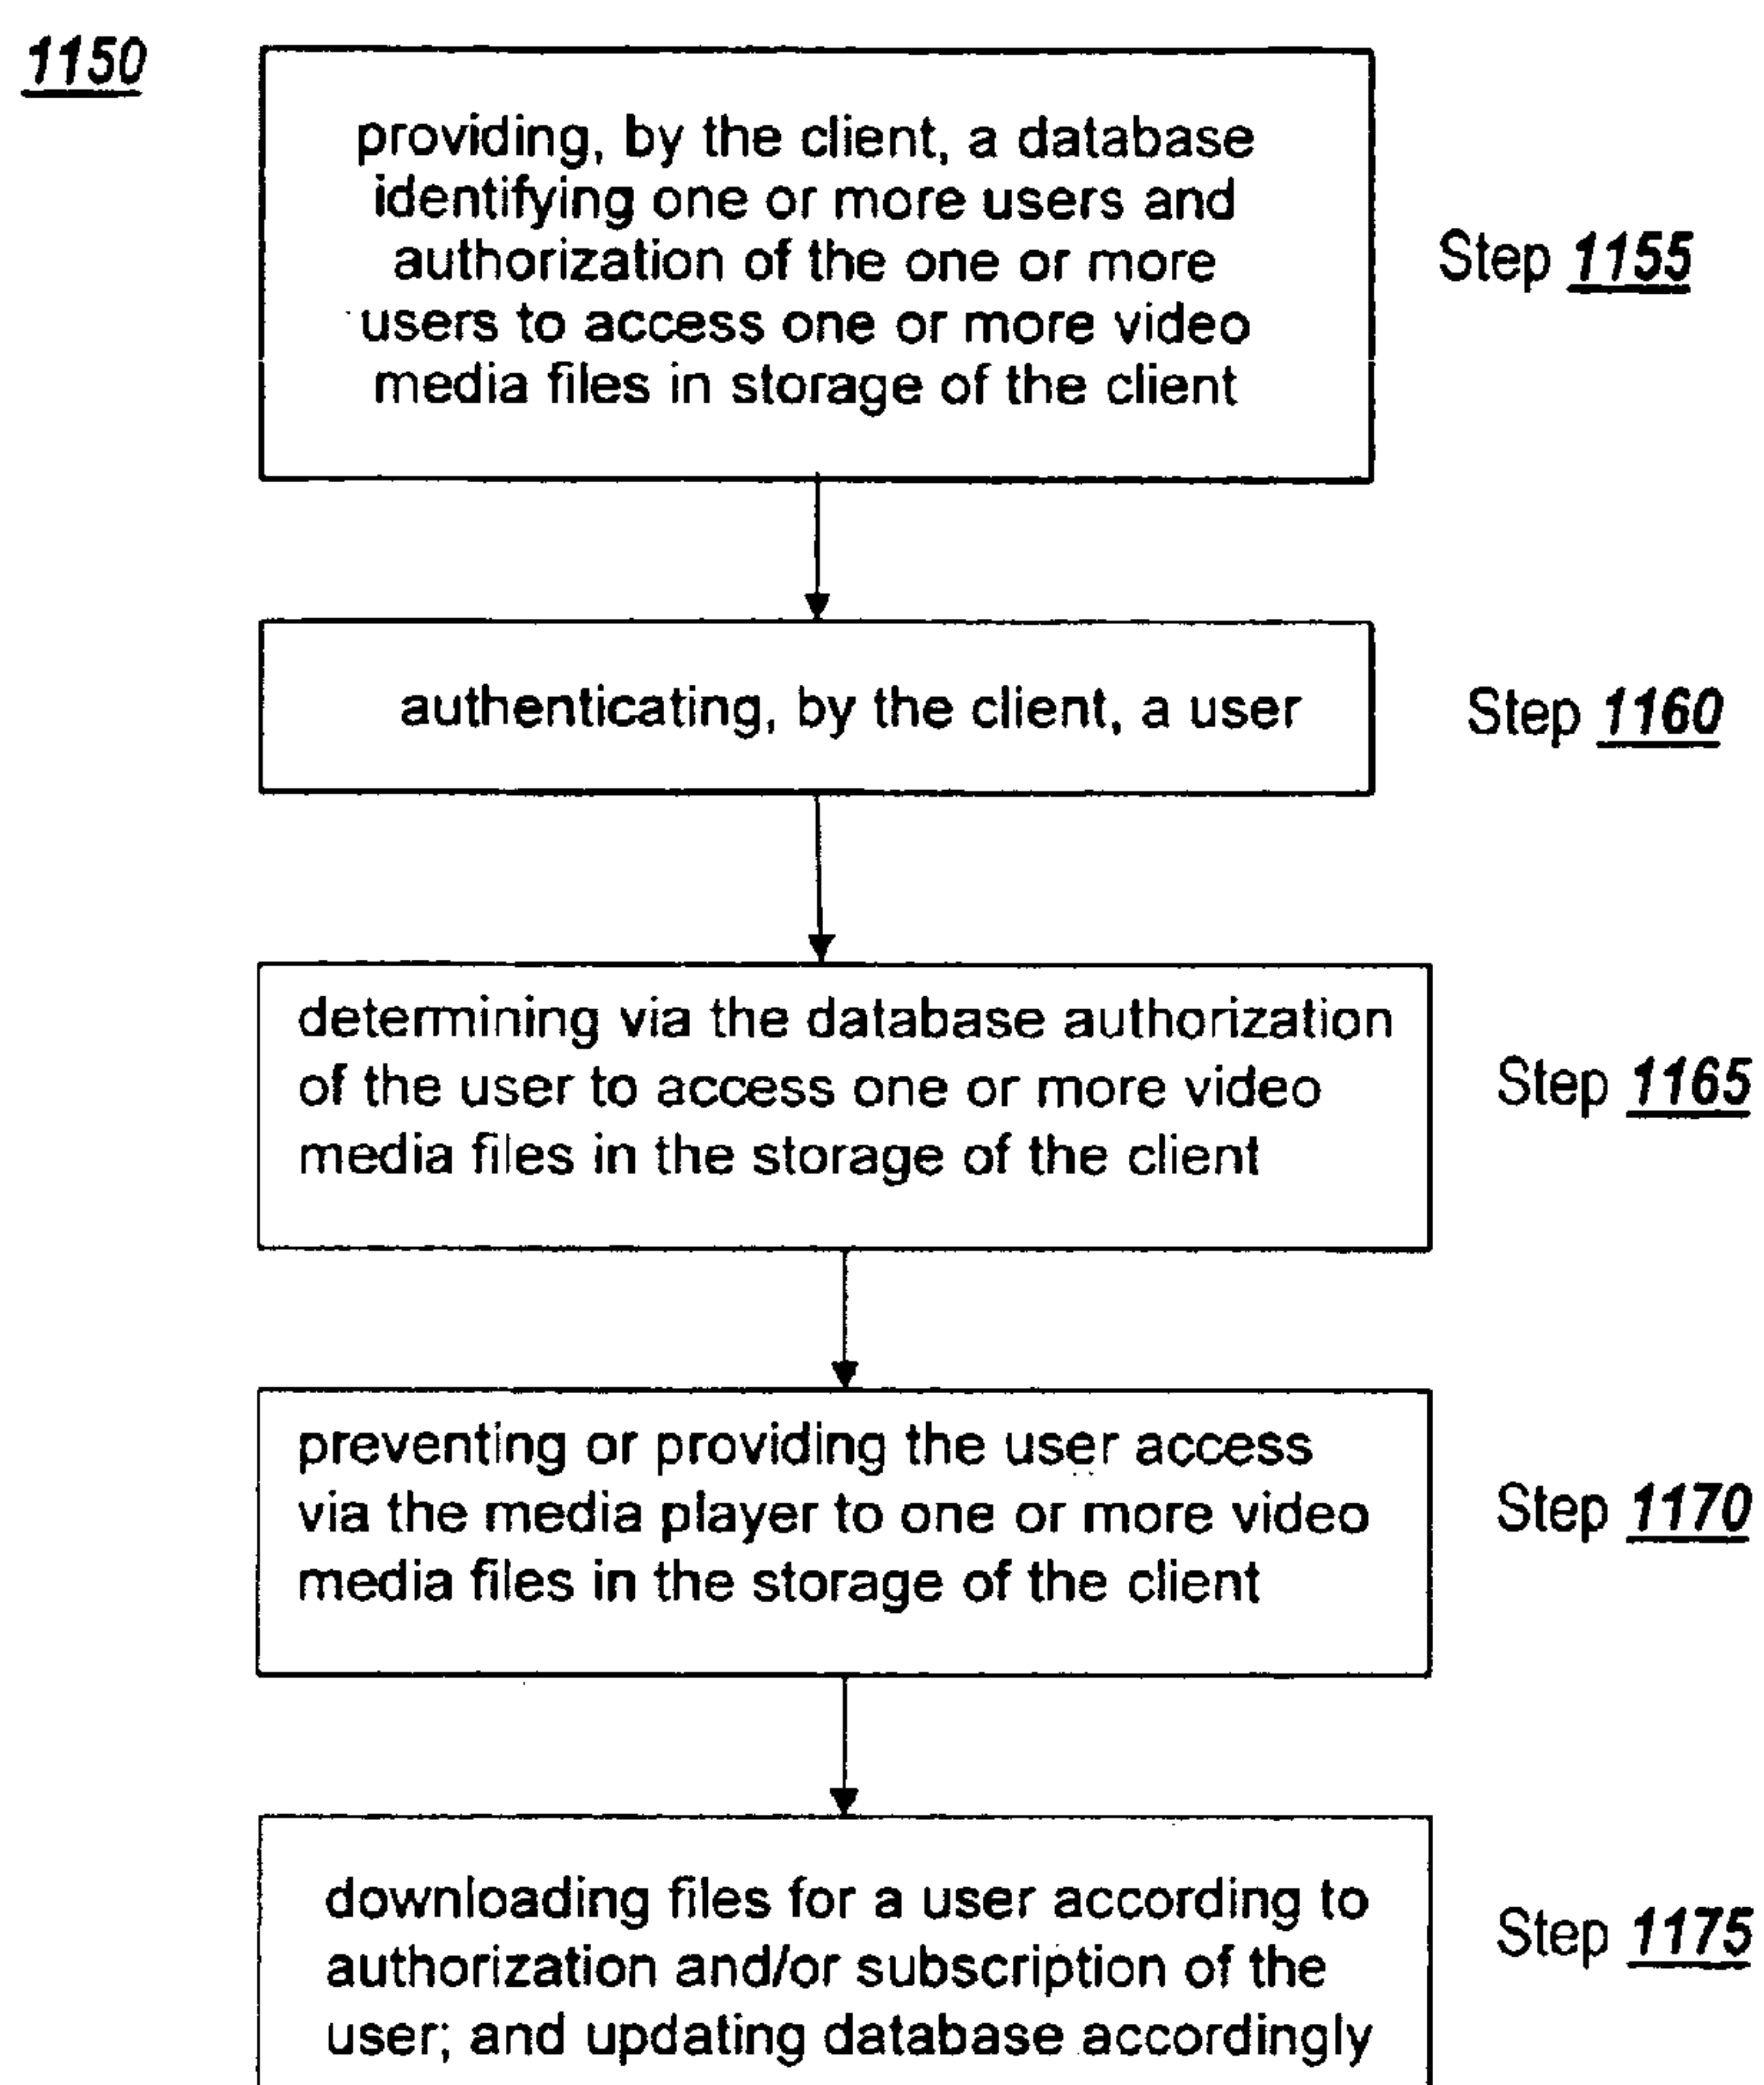 1150
providing, by the client, a database
identifying one or more users and
authorization of the one or more
users to access one or more video
media files in storage of the client
Step 1155
authenticating, by the client, a user
Step 1160
determining via the database authorization
of the user to access one or more video
media files in the storage of the client
Step 1165
preventing or providing the user access
via the media player to one or more video
media files in the storage of the client
Step 1170
downloading files for a user according to
authorization and/or subscription of the
user; and updating database accordingly
Step 1175